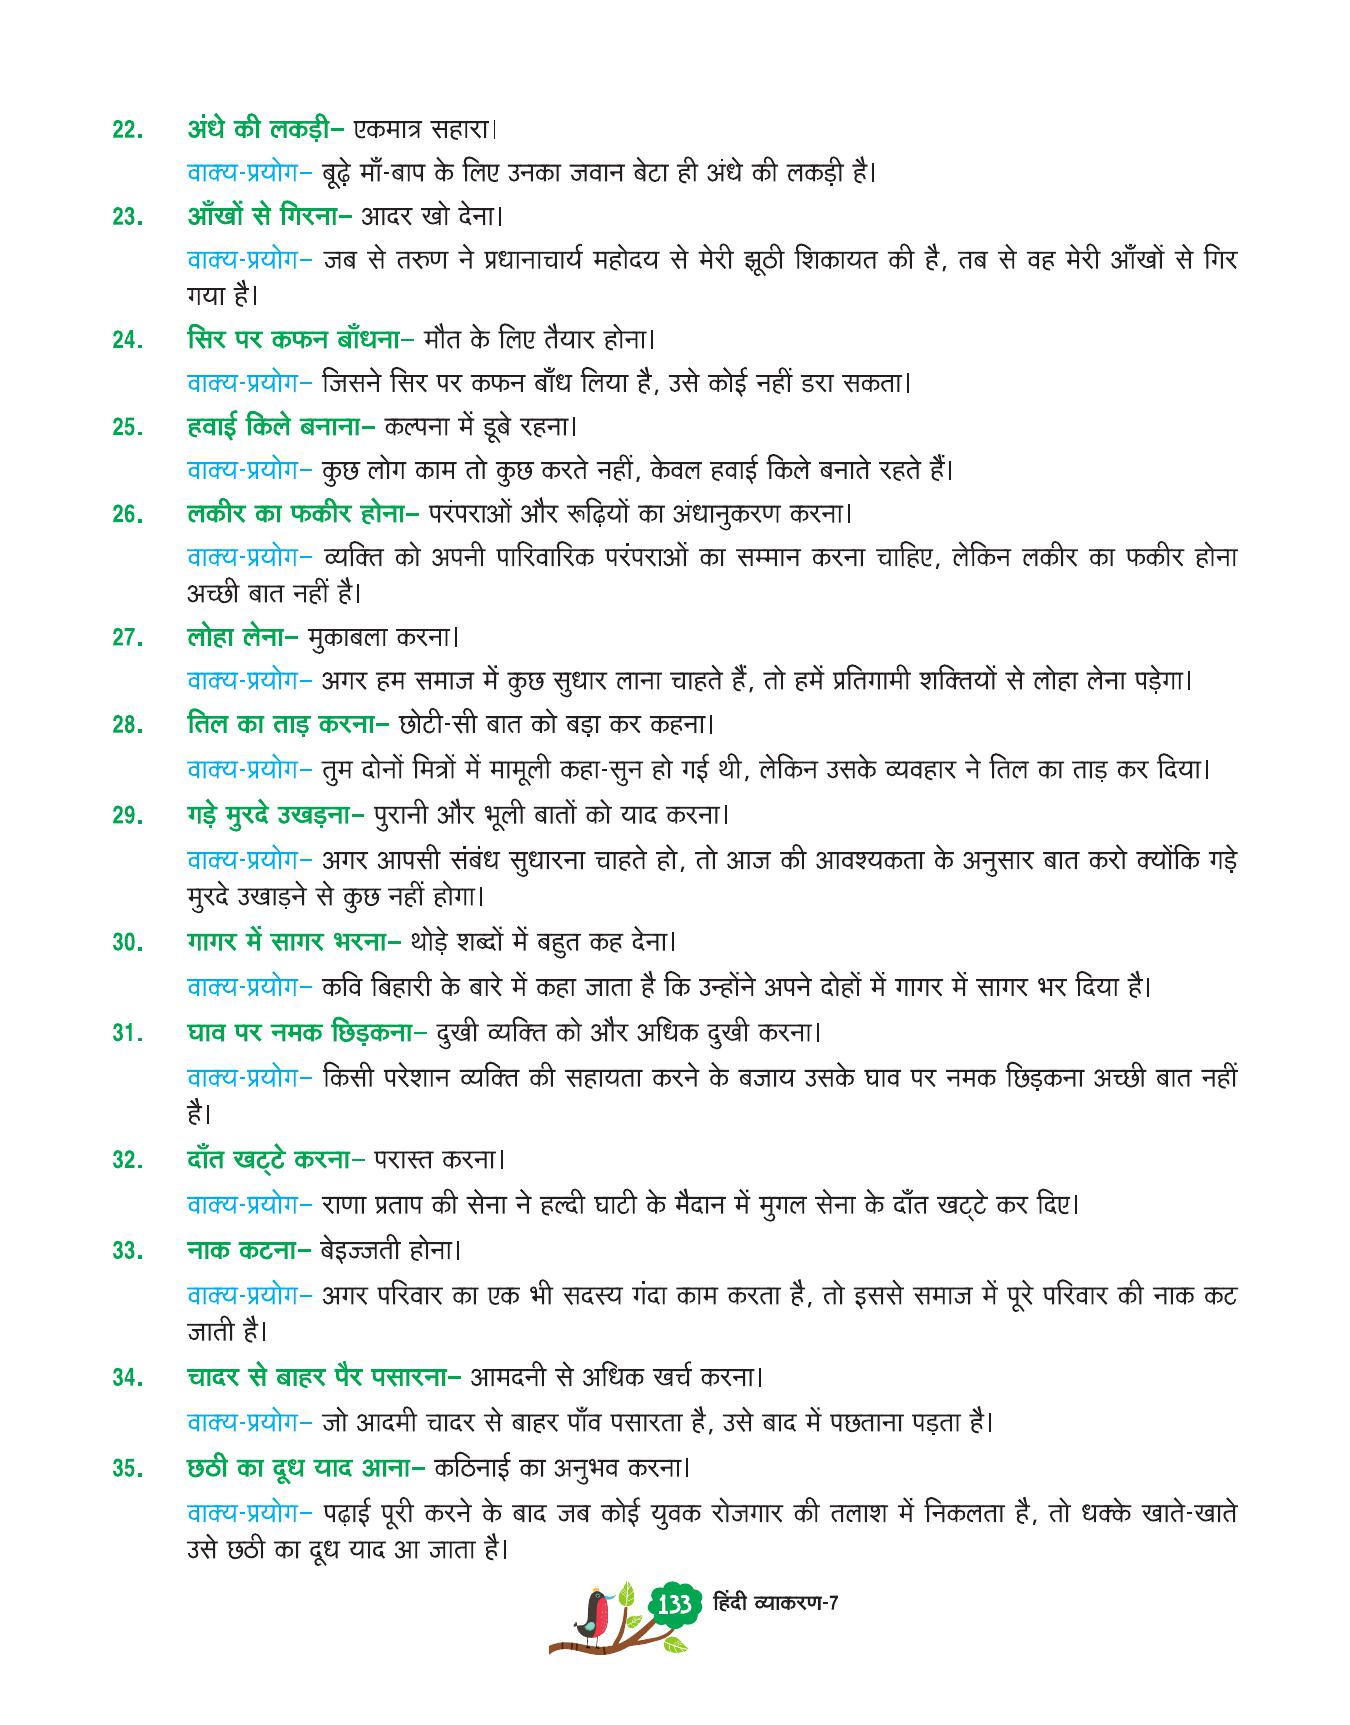 22. अंधे की लकड़ी– एकमात्र सहारा।
वाक्य-प्रयोग– बूढ़े माँ-बाप के लिए उनका जवान बेटा ही अंधे की लकड़ी है।
23. आँखों से गिरना– आदर खो देना।
वाक्य-प्रयोग– जब से तरुण ने प्रधानाचार्य महोदय से मेरी झूठी शिकायत की है, तब से वह मेरी आँखों से गिर
गया है।
24. सिर पर कफन बाँधना– मौत के लिए तैयार होना।
वाक्य-प्रयोग– जिसने सिर पर कफन बाँध लिया है, उसे कोई नहीं डरा सकता।
25. हवाई किले बनाना– कल्पना में डूबे रहना।
वाक्य-प्रयोग– कुछ लोग काम तो कुछ करते नहीं, केवल हवाई किले बनाते रहते हैं।
26. लकीर का फकीर होना– परंपराओं और रूढ़ियों का अंधानुकरण करना।
वाक्य-प्रयोग– व्यक्ति को अपनी पारिवारिक परंपराओं का सम्मान करना चाहिए, लेकिन लकीर का फकीर होना
अच्छी बात नहीं है।
27. लोहा लेना– मुकाबला करना।
वाक्य-प्रयोग– अगर हम समाज में कुछ सुधार लाना चाहते हैं, तो हमें प्रतिगामी शक्तियों से लोहा लेना पड़ेगा।
28. तिल का ताड़ करना– छोटी-सी बात को बड़ा कर कहना।
वाक्य-प्रयोग– तुम दोनों मित्रों में मामूली कहा-सुन हो गई थी, लेकिन उसके व्यवहार ने तिल का ताड़ कर दिया।
29. गड़े मुरदे उखड़ना– पुरानी और भूली बातों को याद करना।
वाक्य-प्रयोग– अगर आपसी संबंध सुधारना चाहते हो, तो आज की आवश्यकता के अनुसार बात करो क्योंकि गड़े
मुरदे उखाड़ने से कुछ नहीं होगा।
30. गागर में सागर भरना– थोड़े शब्दों में बहुत कह देना।
वाक्य-प्रयोग– कवि बिहारी के बारे में कहा जाता है कि उन्होंने अपने दोहों में गागर में सागर भर दिया है।
31. घाव पर नमक छिड़कना– दुखी व्यक्ति को और अधिक दुखी करना।
वाक्य-प्रयोग– किसी परेशान व्यक्ति की सहायता करने के बजाय उसके घाव पर नमक छिड़कना अच्छी बात नहीं
है।
32. दाँत खट्टे करना– परास्त करना।
वाक्य-प्रयोग– राणा प्रताप की सेना ने हल्दी घाटी के मैदान में मुगल सेना के दाँत खट्टे कर दिए।
33. नाक कटना– बेइज्जती होना।
वाक्य-प्रयोग– अगर परिवार का एक भी सदस्य गंदा काम करता है, तो इससे समाज में पूरे परिवार की नाक कट
जाती है।
34. चादर से बाहर पैर पसारना– आमदनी से अधिक खर्च करना।
वाक्य-प्रयोग– जो आदमी चादर से बाहर पाँव पसारता है, उसे बाद में पछताना पड़ता है।
35. छठी का दूध याद आना– कठिनाई का अनुभव करना।
वाक्य-प्रयोग– पढ़ाई पूरी करने के बाद जब कोई युवक रोजगार की तलाश में निकलता है, तो धक्के खाते-खाते
उसे छठी का दूध याद आ जाता है।
133 हिंदी व्याकरण-7